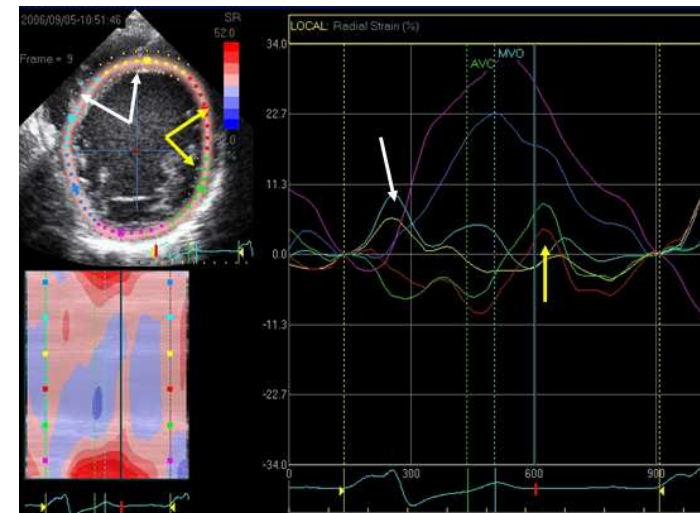 2006/09/05-10:51:46
SR
52.0
Frame = 9
%
LOCAL: Radial Strain (%)
34.0
MVO
AVC
22.7
11.3
0.0
-11.3
-22.7
-34.0
0
300
600
900